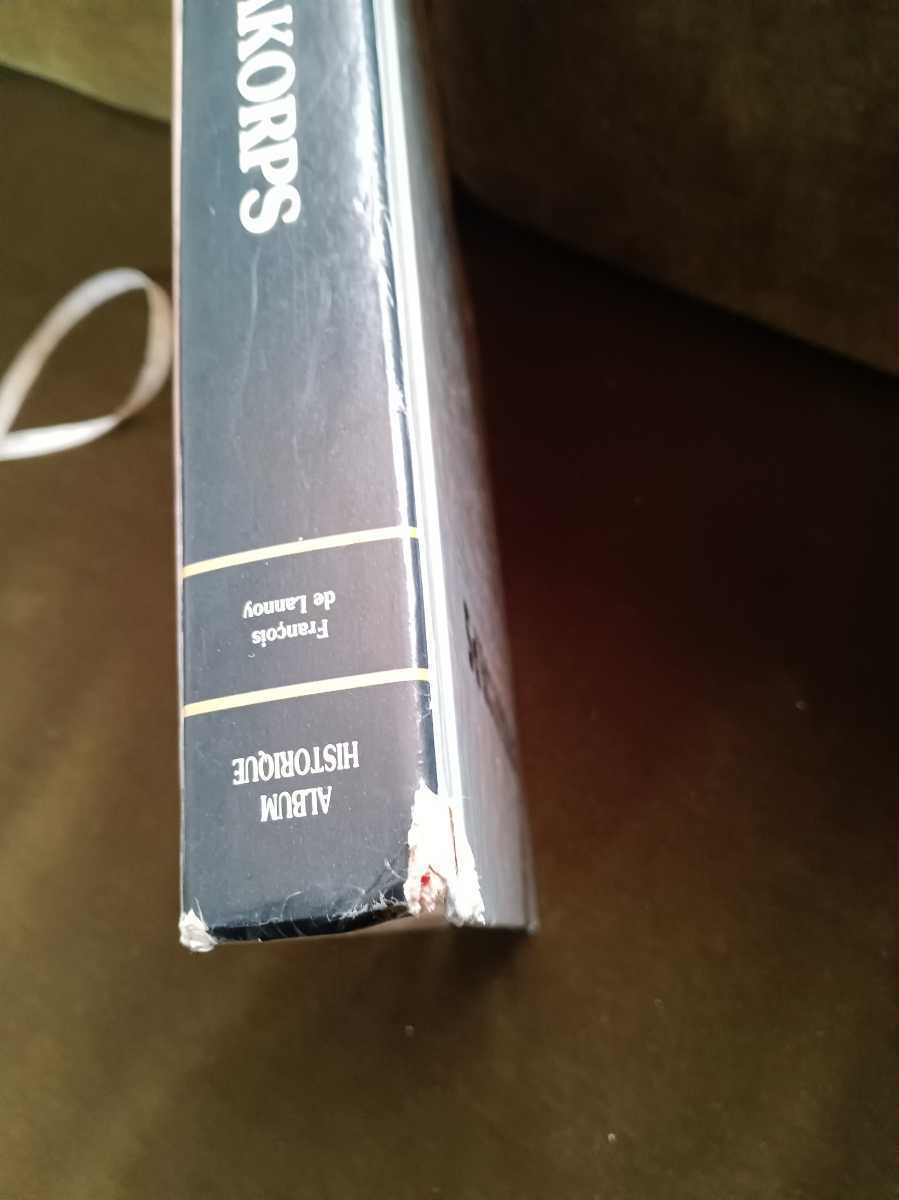 AKORPS
François
de Lannoy
ALBUM
HISTORIQUE